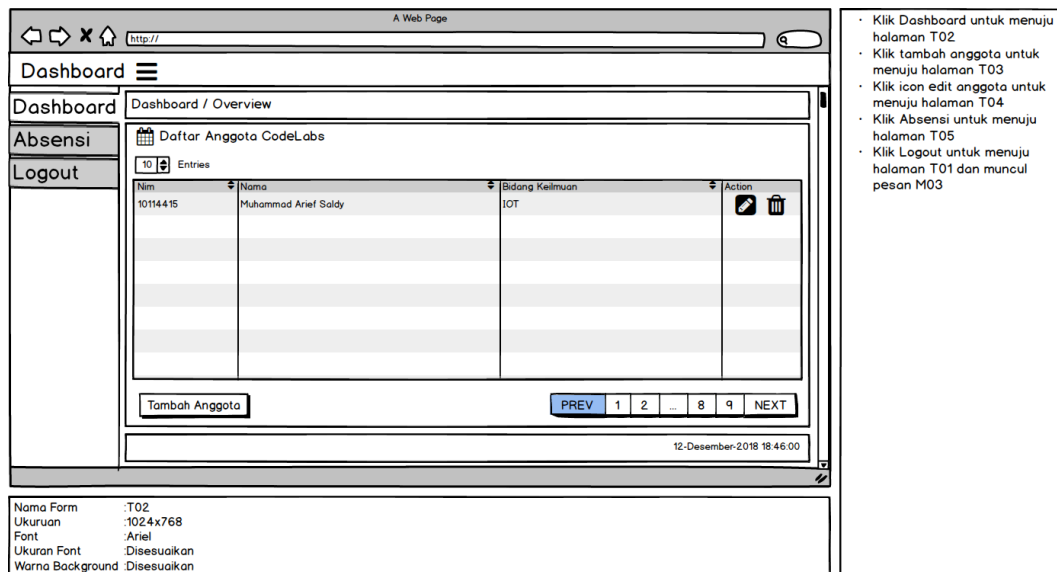 A Web Page
http://
Dashboard
Dashboard
Absensi
Logout
Dashboard / Overview
Daftar Anggota CodeLabs
10 Entries
Nim Nama Bidang Keilmuan Action
10114415 Muhammad Arief Saldy IOT
Tambah Anggota
PREV 1 2 ... 8 9 NEXT
12-Desember-2018 18:46:00
Nama Form :T02
Ukuruan :1024x768
Font :Ariel
Ukuran Font :Disesuaikan
Warna Background :Disesuaikan
· Klik Dashboard untuk menuju
halaman T02
· Klik tambah anggota untuk
menuju halaman T03
· Klik icon edit anggota untuk
menuju halaman T04
· Klik Absensi untuk menuju
halaman T05
· Klik Logout untuk menuju
halaman T01 dan muncul
pesan M03